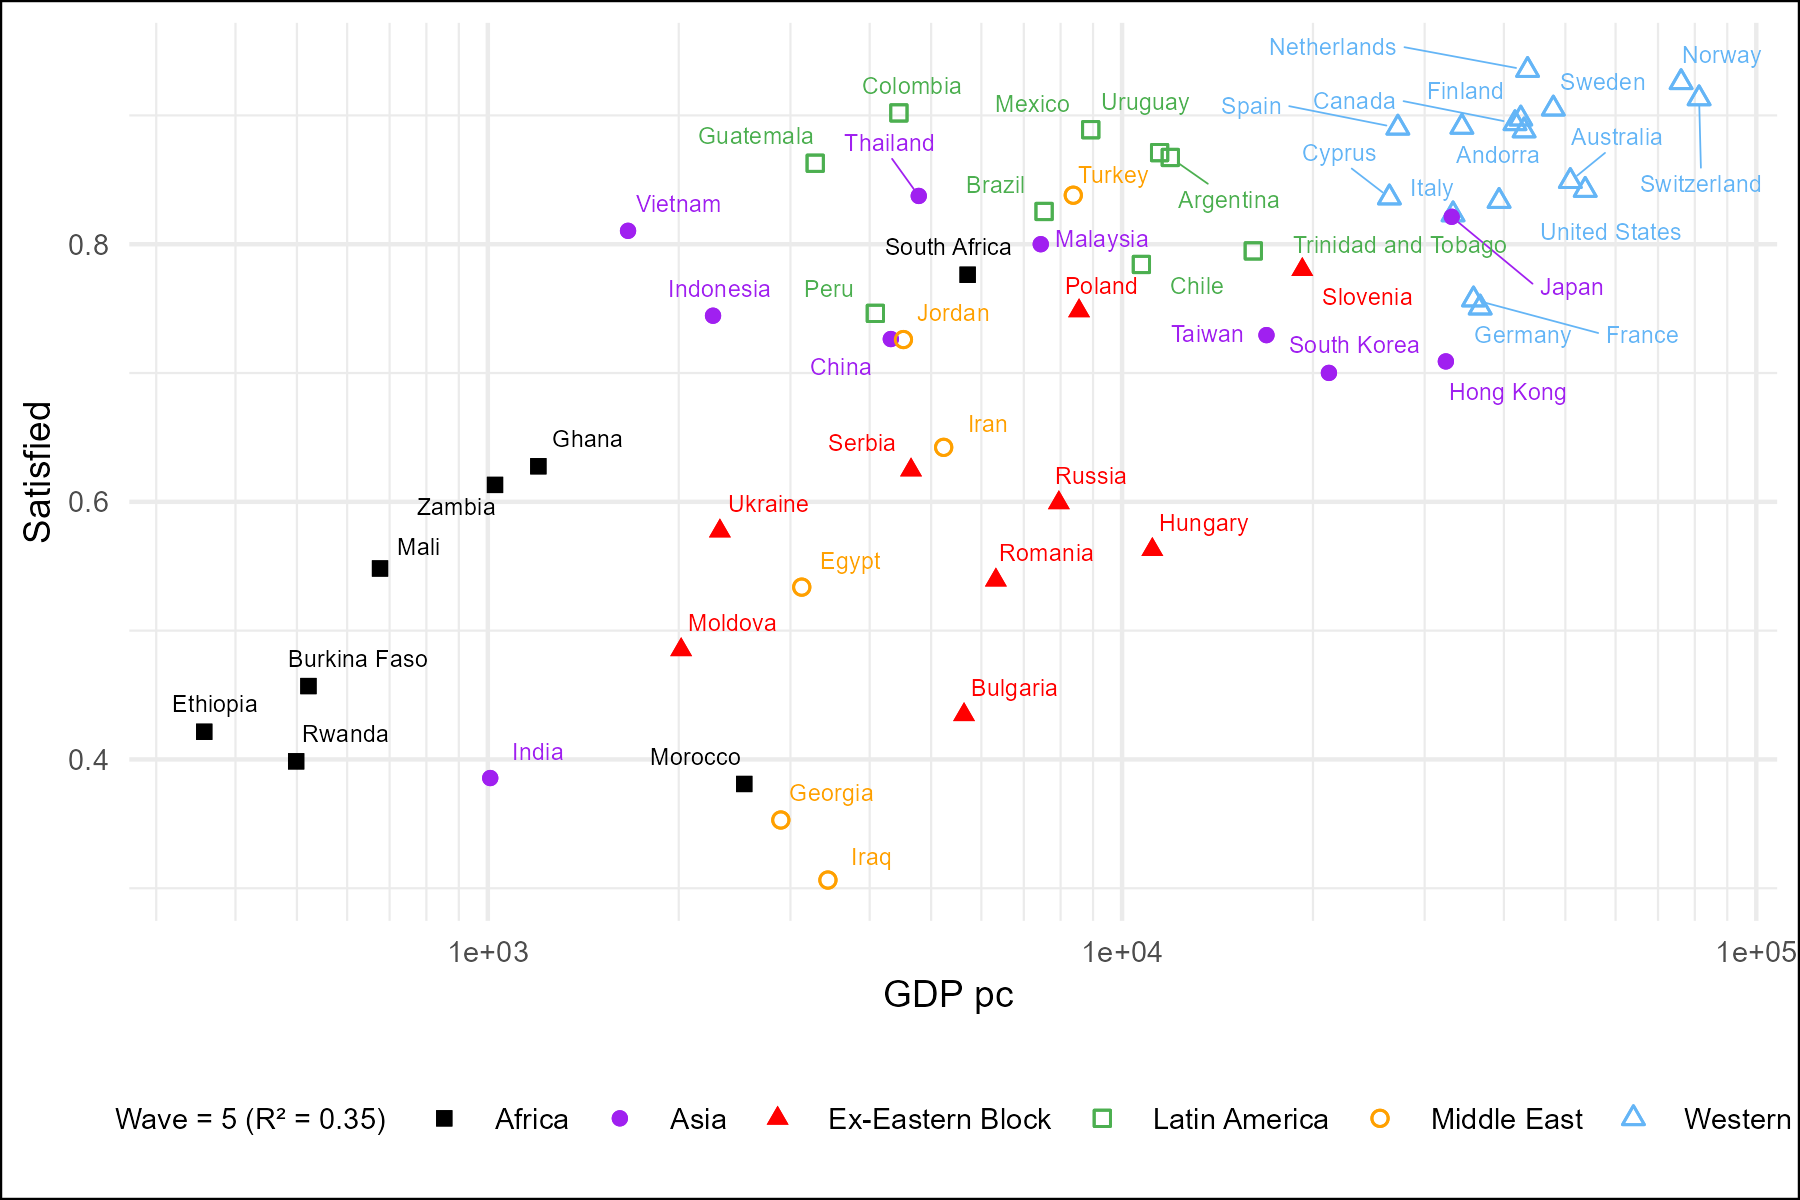 Netherlands
Norway
Colombia
Finland
Sweden
Mexico
Uruguay
Spain
Canada
Guatemala
Thailand
Australia
Cyprus
Andorra
Turkey
Brazil
Italy
Switzerland
Vietnam
Argentina
0.8
South Africa
Malaysia
Trinidad and Tobago
United States
Indonesia
Peru
Poland
Chile
Slovenia
Japan
Jordan
Taiwan
South Korea
Germany
France
China
Hong Kong
Satisfied
Ghana
Serbia
Iran
0.6
Zambia
Ukraine
Russia
Hungary
Mali
Egypt
Romania
Moldova
Burkina Faso
Ethiopia
Bulgaria
Rwanda
0.4
India
Morocco
Georgia
Iraq
1e+03
1e+04
1e+05
GDP pc
Wave = 5 (R² = 0.35)
Africa
Asia
Ex-Eastern Block
Latin America
Middle East
Western